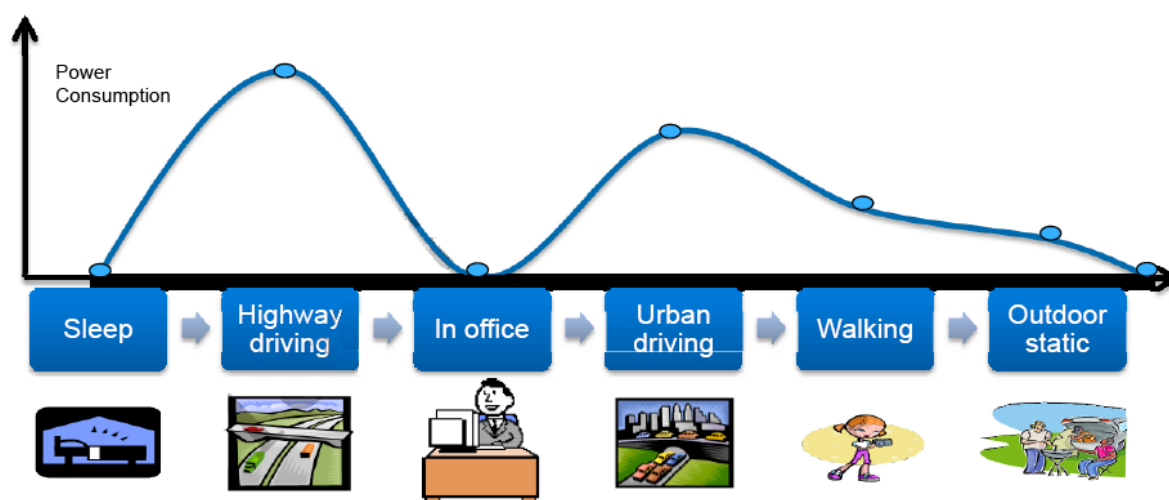 Power
Consumption
Sleep
Highway
driving
In office
Urban
driving
Walking
Outdoor
static